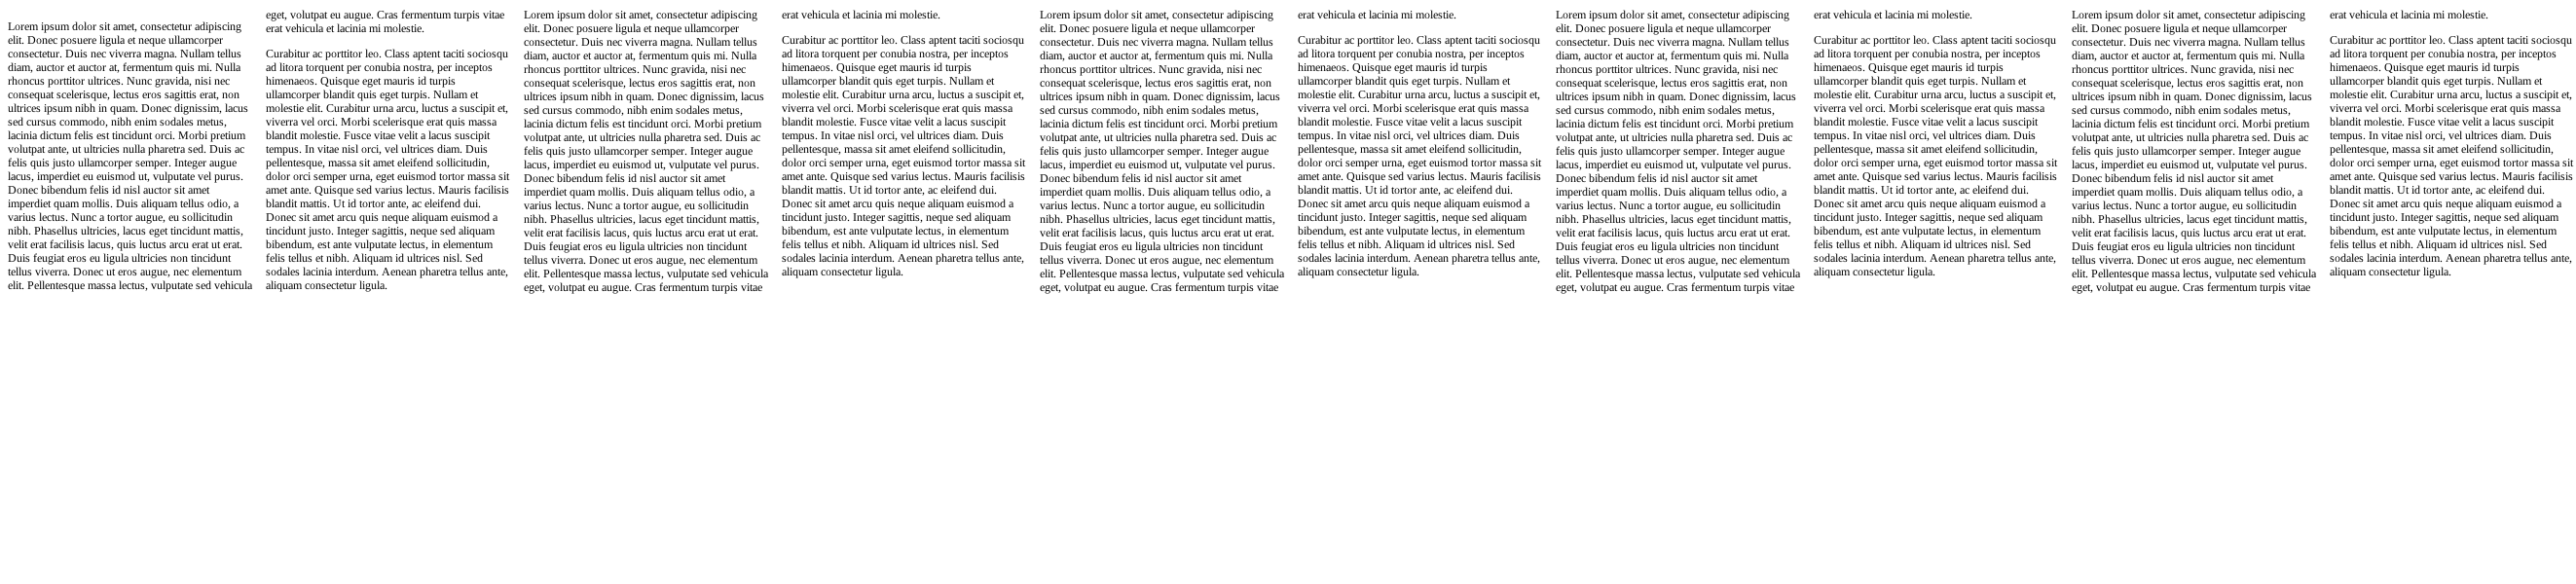 Lorem ipsum dolor sit amet, consectetur adipiscing
elit. Donec posuere ligula et neque ullamcorper
consectetur. Duis nec viverra magna. Nullam tellus
diam, auctor et auctor at, fermentum quis mi. Nulla
rhoncus porttitor ultrices. Nunc gravida, nisi nec
consequat scelerisque, lectus eros sagittis erat, non
ultrices ipsum nibh in quam. Donec dignissim, lacus
sed cursus commodo, nibh enim sodales metus,
lacinia dictum felis est tincidunt orci. Morbi pretium
volutpat ante, ut ultricies nulla pharetra sed. Duis ac
felis quis justo ullamcorper semper. Integer augue
lacus, imperdiet eu euismod ut, vulputate vel purus.
Donec bibendum felis id nisl auctor sit amet
imperdiet quam mollis. Duis aliquam tellus odio, a
varius lectus. Nunc a tortor augue, eu sollicitudin
nibh. Phasellus ultricies, lacus eget tincidunt mattis,
velit erat facilisis lacus, quis luctus arcu erat ut erat.
Duis feugiat eros eu ligula ultricies non tincidunt
tellus viverra. Donec ut eros augue, nec elementum
elit. Pellentesque massa lectus, vulputate sed vehicula
eget, volutpat eu augue. Cras fermentum turpis vitae
erat vehicula et lacinia mi molestie.
Curabitur ac porttitor leo. Class aptent taciti sociosqu
ad litora torquent per conubia nostra, per inceptos
himenaeos. Quisque eget mauris id turpis
ullamcorper blandit quis eget turpis. Nullam et
molestie elit. Curabitur urna arcu, luctus a suscipit et,
viverra vel orci. Morbi scelerisque erat quis massa
blandit molestie. Fusce vitae velit a lacus suscipit
tempus. In vitae nisl orci, vel ultrices diam. Duis
pellentesque, massa sit amet eleifend sollicitudin,
dolor orci semper urna, eget euismod tortor massa sit
amet ante. Quisque sed varius lectus. Mauris facilisis
blandit mattis. Ut id tortor ante, ac eleifend dui.
Donec sit amet arcu quis neque aliquam euismod a
tincidunt justo. Integer sagittis, neque sed aliquam
bibendum, est ante vulputate lectus, in elementum
felis tellus et nibh. Aliquam id ultrices nisl. Sed
sodales lacinia interdum. Aenean pharetra tellus ante,
aliquam consectetur ligula.
Lorem ipsum dolor sit amet, consectetur adipiscing
elit. Donec posuere ligula et neque ullamcorper
consectetur. Duis nec viverra magna. Nullam tellus
diam, auctor et auctor at, fermentum quis mi. Nulla
rhoncus porttitor ultrices. Nunc gravida, nisi nec
consequat scelerisque, lectus eros sagittis erat, non
ultrices ipsum nibh in quam. Donec dignissim, lacus
sed cursus commodo, nibh enim sodales metus,
lacinia dictum felis est tincidunt orci. Morbi pretium
volutpat ante, ut ultricies nulla pharetra sed. Duis ac
felis quis justo ullamcorper semper. Integer augue
lacus, imperdiet eu euismod ut, vulputate vel purus.
Donec bibendum felis id nisl auctor sit amet
imperdiet quam mollis. Duis aliquam tellus odio, a
varius lectus. Nunc a tortor augue, eu sollicitudin
nibh. Phasellus ultricies, lacus eget tincidunt mattis,
velit erat facilisis lacus, quis luctus arcu erat ut erat.
Duis feugiat eros eu ligula ultricies non tincidunt
tellus viverra. Donec ut eros augue, nec elementum
elit. Pellentesque massa lectus, vulputate sed vehicula
eget, volutpat eu augue. Cras fermentum turpis vitae
erat vehicula et lacinia mi molestie.
Curabitur ac porttitor leo. Class aptent taciti sociosqu
ad litora torquent per conubia nostra, per inceptos
himenaeos. Quisque eget mauris id turpis
ullamcorper blandit quis eget turpis. Nullam et
molestie elit. Curabitur urna arcu, luctus a suscipit et,
viverra vel orci. Morbi scelerisque erat quis massa
blandit molestie. Fusce vitae velit a lacus suscipit
tempus. In vitae nisl orci, vel ultrices diam. Duis
pellentesque, massa sit amet eleifend sollicitudin,
dolor orci semper urna, eget euismod tortor massa sit
amet ante. Quisque sed varius lectus. Mauris facilisis
blandit mattis. Ut id tortor ante, ac eleifend dui.
Donec sit amet arcu quis neque aliquam euismod a
tincidunt justo. Integer sagittis, neque sed aliquam
bibendum, est ante vulputate lectus, in elementum
felis tellus et nibh. Aliquam id ultrices nisl. Sed
sodales lacinia interdum. Aenean pharetra tellus ante,
aliquam consectetur ligula.
Lorem ipsum dolor sit amet, consectetur adipiscing
elit. Donec posuere ligula et neque ullamcorper
consectetur. Duis nec viverra magna. Nullam tellus
diam, auctor et auctor at, fermentum quis mi. Nulla
rhoncus porttitor ultrices. Nunc gravida, nisi nec
consequat scelerisque, lectus eros sagittis erat, non
ultrices ipsum nibh in quam. Donec dignissim, lacus
sed cursus commodo, nibh enim sodales metus,
lacinia dictum felis est tincidunt orci. Morbi pretium
volutpat ante, ut ultricies nulla pharetra sed. Duis ac
felis quis justo ullamcorper semper. Integer augue
lacus, imperdiet eu euismod ut, vulputate vel purus.
Donec bibendum felis id nisl auctor sit amet
imperdiet quam mollis. Duis aliquam tellus odio, a
varius lectus. Nunc a tortor augue, eu sollicitudin
nibh. Phasellus ultricies, lacus eget tincidunt mattis,
velit erat facilisis lacus, quis luctus arcu erat ut erat.
Duis feugiat eros eu ligula ultricies non tincidunt
tellus viverra. Donec ut eros augue, nec elementum
elit. Pellentesque massa lectus, vulputate sed vehicula
eget, volutpat eu augue. Cras fermentum turpis vitae
erat vehicula et lacinia mi molestie.
Curabitur ac porttitor leo. Class aptent taciti sociosqu
ad litora torquent per conubia nostra, per inceptos
himenaeos. Quisque eget mauris id turpis
ullamcorper blandit quis eget turpis. Nullam et
molestie elit. Curabitur urna arcu, luctus a suscipit et,
viverra vel orci. Morbi scelerisque erat quis massa
blandit molestie. Fusce vitae velit a lacus suscipit
tempus. In vitae nisl orci, vel ultrices diam. Duis
pellentesque, massa sit amet eleifend sollicitudin,
dolor orci semper urna, eget euismod tortor massa sit
amet ante. Quisque sed varius lectus. Mauris facilisis
blandit mattis. Ut id tortor ante, ac eleifend dui.
Donec sit amet arcu quis neque aliquam euismod a
tincidunt justo. Integer sagittis, neque sed aliquam
bibendum, est ante vulputate lectus, in elementum
felis tellus et nibh. Aliquam id ultrices nisl. Sed
sodales lacinia interdum. Aenean pharetra tellus ante,
aliquam consectetur ligula.
Lorem ipsum dolor sit amet, consectetur adipiscing
elit. Donec posuere ligula et neque ullamcorper
consectetur. Duis nec viverra magna. Nullam tellus
diam, auctor et auctor at, fermentum quis mi. Nulla
rhoncus porttitor ultrices. Nunc gravida, nisi nec
consequat scelerisque, lectus eros sagittis erat, non
ultrices ipsum nibh in quam. Donec dignissim, lacus
sed cursus commodo, nibh enim sodales metus,
lacinia dictum felis est tincidunt orci. Morbi pretium
volutpat ante, ut ultricies nulla pharetra sed. Duis ac
felis quis justo ullamcorper semper. Integer augue
lacus, imperdiet eu euismod ut, vulputate vel purus.
Donec bibendum felis id nisl auctor sit amet
imperdiet quam mollis. Duis aliquam tellus odio, a
varius lectus. Nunc a tortor augue, eu sollicitudin
nibh. Phasellus ultricies, lacus eget tincidunt mattis,
velit erat facilisis lacus, quis luctus arcu erat ut erat.
Duis feugiat eros eu ligula ultricies non tincidunt
tellus viverra. Donec ut eros augue, nec elementum
elit. Pellentesque massa lectus, vulputate sed vehicula
eget, volutpat eu augue. Cras fermentum turpis vitae
erat vehicula et lacinia mi molestie.
Curabitur ac porttitor leo. Class aptent taciti sociosqu
ad litora torquent per conubia nostra, per inceptos
himenaeos. Quisque eget mauris id turpis
ullamcorper blandit quis eget turpis. Nullam et
molestie elit. Curabitur urna arcu, luctus a suscipit et,
viverra vel orci. Morbi scelerisque erat quis massa
blandit molestie. Fusce vitae velit a lacus suscipit
tempus. In vitae nisl orci, vel ultrices diam. Duis
pellentesque, massa sit amet eleifend sollicitudin,
dolor orci semper urna, eget euismod tortor massa sit
amet ante. Quisque sed varius lectus. Mauris facilisis
blandit mattis. Ut id tortor ante, ac eleifend dui.
Donec sit amet arcu quis neque aliquam euismod a
tincidunt justo. Integer sagittis, neque sed aliquam
bibendum, est ante vulputate lectus, in elementum
felis tellus et nibh. Aliquam id ultrices nisl. Sed
sodales lacinia interdum. Aenean pharetra tellus ante,
aliquam consectetur ligula.
Lorem ipsum dolor sit amet, consectetur adipiscing
elit. Donec posuere ligula et neque ullamcorper
consectetur. Duis nec viverra magna. Nullam tellus
diam, auctor et auctor at, fermentum quis mi. Nulla
rhoncus porttitor ultrices. Nunc gravida, nisi nec
consequat scelerisque, lectus eros sagittis erat, non
ultrices ipsum nibh in quam. Donec dignissim, lacus
sed cursus commodo, nibh enim sodales metus,
lacinia dictum felis est tincidunt orci. Morbi pretium
volutpat ante, ut ultricies nulla pharetra sed. Duis ac
felis quis justo ullamcorper semper. Integer augue
lacus, imperdiet eu euismod ut, vulputate vel purus.
Donec bibendum felis id nisl auctor sit amet
imperdiet quam mollis. Duis aliquam tellus odio, a
varius lectus. Nunc a tortor augue, eu sollicitudin
nibh. Phasellus ultricies, lacus eget tincidunt mattis,
velit erat facilisis lacus, quis luctus arcu erat ut erat.
Duis feugiat eros eu ligula ultricies non tincidunt
tellus viverra. Donec ut eros augue, nec elementum
elit. Pellentesque massa lectus, vulputate sed vehicula
eget, volutpat eu augue. Cras fermentum turpis vitae
erat vehicula et lacinia mi molestie.
Curabitur ac porttitor leo. Class aptent taciti sociosqu
ad litora torquent per conubia nostra, per inceptos
himenaeos. Quisque eget mauris id turpis
ullamcorper blandit quis eget turpis. Nullam et
molestie elit. Curabitur urna arcu, luctus a suscipit et,
viverra vel orci. Morbi scelerisque erat quis massa
blandit molestie. Fusce vitae velit a lacus suscipit
tempus. In vitae nisl orci, vel ultrices diam. Duis
pellentesque, massa sit amet eleifend sollicitudin,
dolor orci semper urna, eget euismod tortor massa sit
amet ante. Quisque sed varius lectus. Mauris facilisis
blandit mattis. Ut id tortor ante, ac eleifend dui.
Donec sit amet arcu quis neque aliquam euismod a
tincidunt justo. Integer sagittis, neque sed aliquam
bibendum, est ante vulputate lectus, in elementum
felis tellus et nibh. Aliquam id ultrices nisl. Sed
sodales lacinia interdum. Aenean pharetra tellus ante,
aliquam consectetur ligula.